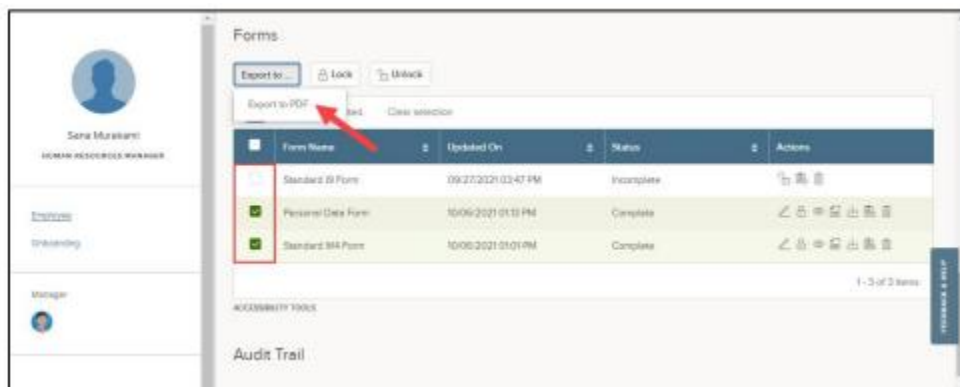 Forms
Export to ...
Lock
Unlock
Export to PDF
Clear selection
Sana Murakami
HUMAN RESOURCES MANAGER
Form Name
Updated On
Status
Actions
Standard I9 Form
09/27/2021 03:47 PM
Incomplete
Personal Data Form
10/06/2021 01:13 PM
Complete
Standard W4 Form
10/06/2021 01:01 PM
Complete
Employee
Onboarding
1 - 3 of 3 items
Manager
ACCESSIBILITY TOOLS
FEEDBACK & HELP
Audit Trail